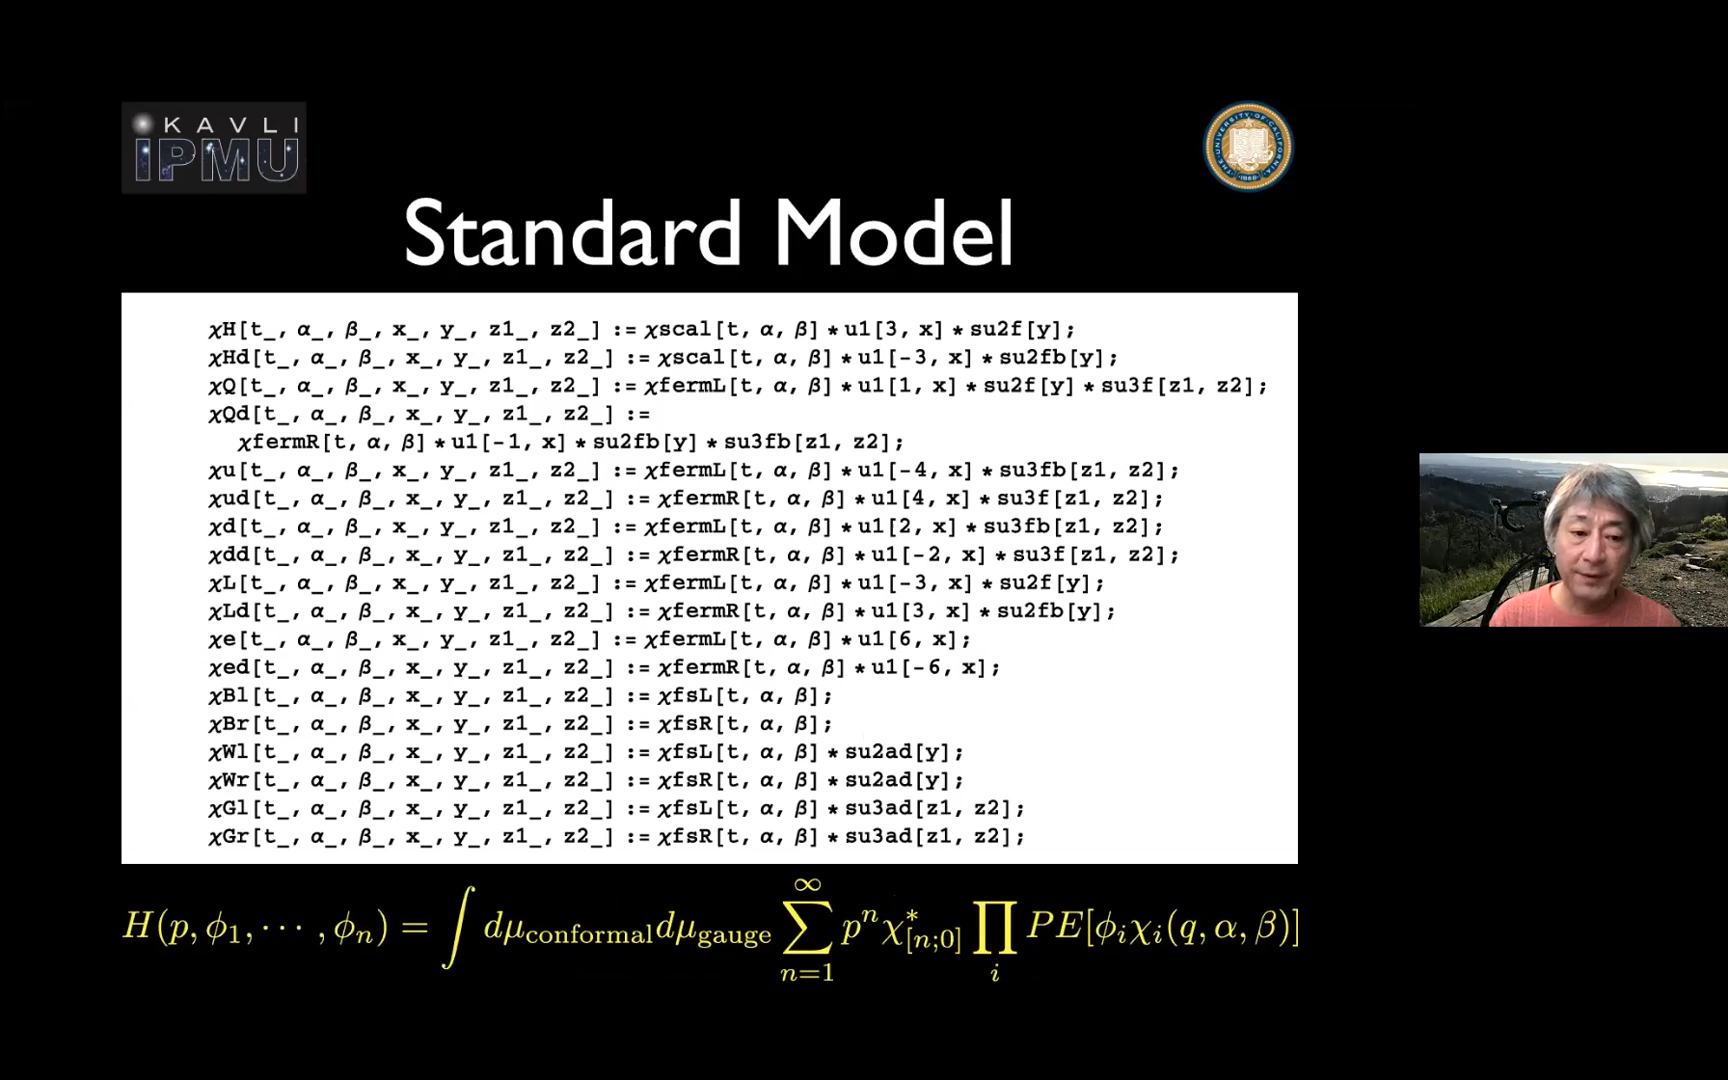 KAVLI
IPMU
THE UNIVERSITY OF CALIFORNIA
1868
Standard Model
χH[t_, α_, β_, x_, y_, z1_, z2_] := χscal[t, α, β] * u1[3, x] * su2f[y];
χHd[t_, α_, β_, x_, y_, z1_, z2_] := χscal[t, α, β] * u1[-3, x] * su2fb[y];
χQ[t_, α_, β_, x_, y_, z1_, z2_] := χfermL[t, α, β] * u1[1, x] * su2f[y] * su3f[z1, z2];
χQd[t_, α_, β_, x_, y_, z1_, z2_] :=
χfermR[t, α, β] * u1[-1, x] * su2fb[y] * su3fb[z1, z2];
χu[t_, α_, β_, x_, y_, z1_, z2_] := χfermL[t, α, β] * u1[-4, x] * su3fb[z1, z2];
χud[t_, α_, β_, x_, y_, z1_, z2_] := χfermR[t, α, β] * u1[4, x] * su3f[z1, z2];
χd[t_, α_, β_, x_, y_, z1_, z2_] := χfermL[t, α, β] * u1[2, x] * su3fb[z1, z2];
χdd[t_, α_, β_, x_, y_, z1_, z2_] := χfermR[t, α, β] * u1[-2, x] * su3f[z1, z2];
χL[t_, α_, β_, x_, y_, z1_, z2_] := χfermL[t, α, β] * u1[-3, x] * su2f[y];
χLd[t_, α_, β_, x_, y_, z1_, z2_] := χfermR[t, α, β] * u1[3, x] * su2fb[y];
χe[t_, α_, β_, x_, y_, z1_, z2_] := χfermL[t, α, β] * u1[6, x];
χed[t_, α_, β_, x_, y_, z1_, z2_] := χfermR[t, α, β] * u1[-6, x];
χBl[t_, α_, β_, x_, y_, z1_, z2_] := χfsL[t, α, β];
χBr[t_, α_, β_, x_, y_, z1_, z2_] := χfsR[t, α, β];
χWl[t_, α_, β_, x_, y_, z1_, z2_] := χfsL[t, α, β] * su2ad[y];
χWr[t_, α_, β_, x_, y_, z1_, z2_] := χfsR[t, α, β] * su2ad[y];
χGl[t_, α_, β_, x_, y_, z1_, z2_] := χfsL[t, α, β] * su3ad[z1, z2];
χGr[t_, α_, β_, x_, y_, z1_, z2_] := χfsR[t, α, β] * su3ad[z1, z2];
H(p, ϕ₁, ⋯ , ϕₙ) = ∫ dμ_conformal dμ_gauge ∑_{n=1}^{∞} pⁿ χ*_{[n;0]} ∏_i PE[ϕᵢχᵢ(q, α, β)]